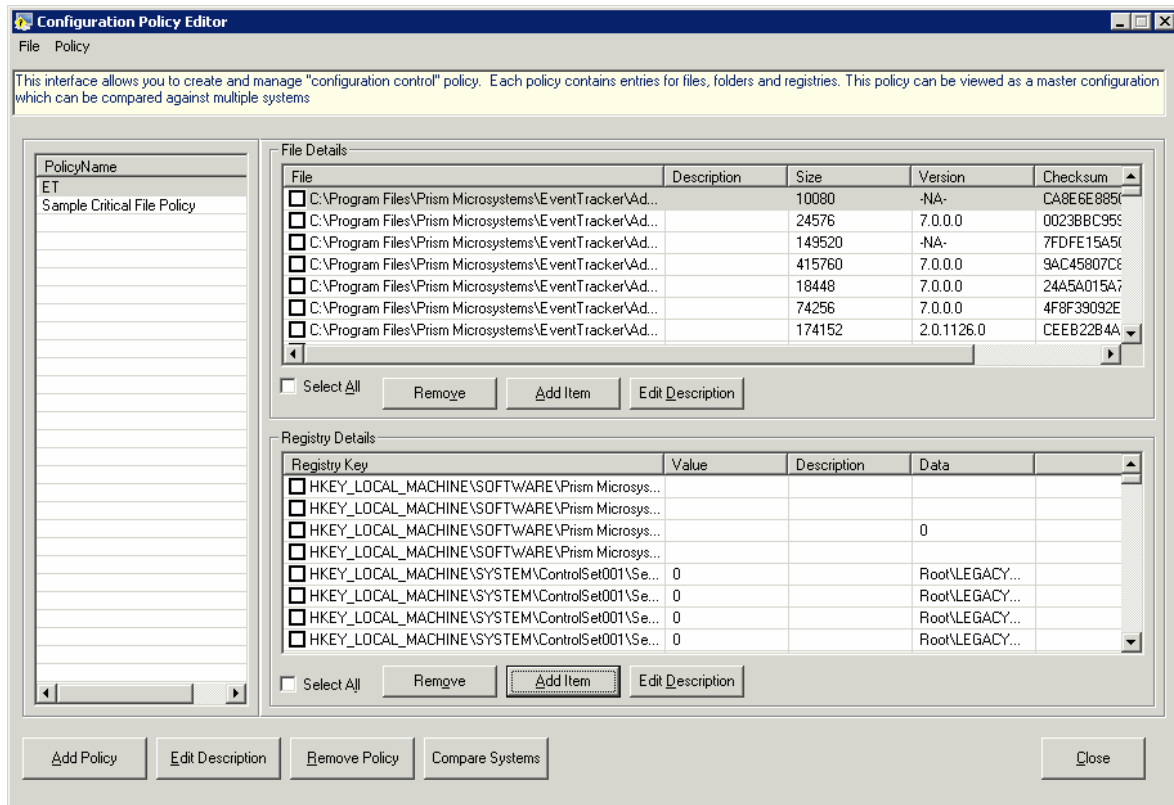 Configuration Policy Editor
File Policy
This interface allows you to create and manage "configuration control" policy. Each policy contains entries for files, folders and registries. This policy can be viewed as a master configuration
which can be compared against multiple systems
PolicyName
ET
Sample Critical File Policy
File Details
File Description Size Version Checksum
C:\Program Files\Prism Microsystems\EventTracker\Ad... 10080 -NA- CA8E6E8850
C:\Program Files\Prism Microsystems\EventTracker\Ad... 24576 7.0.0.0 0023BBC959
C:\Program Files\Prism Microsystems\EventTracker\Ad... 149520 -NA- 7FDFE15A50
C:\Program Files\Prism Microsystems\EventTracker\Ad... 415760 7.0.0.0 9AC45807C8
C:\Program Files\Prism Microsystems\EventTracker\Ad... 18448 7.0.0.0 24A5A015A7
C:\Program Files\Prism Microsystems\EventTracker\Ad... 74256 7.0.0.0 4F8F39092E
C:\Program Files\Prism Microsystems\EventTracker\Ad... 174152 2.0.1126.0 CEEB22B4A
Select All Remove Add Item Edit Description
Registry Details
Registry Key Value Description Data
HKEY_LOCAL_MACHINE\SOFTWARE\Prism Microsys...
HKEY_LOCAL_MACHINE\SOFTWARE\Prism Microsys...
HKEY_LOCAL_MACHINE\SOFTWARE\Prism Microsys... 0
HKEY_LOCAL_MACHINE\SOFTWARE\Prism Microsys...
HKEY_LOCAL_MACHINE\SYSTEM\ControlSet001\Se... 0 Root\LEGACY...
HKEY_LOCAL_MACHINE\SYSTEM\ControlSet001\Se... 0 Root\LEGACY...
HKEY_LOCAL_MACHINE\SYSTEM\ControlSet001\Se... 0 Root\LEGACY...
HKEY_LOCAL_MACHINE\SYSTEM\ControlSet001\Se... 0 Root\LEGACY...
Select All Remove Add Item Edit Description
Add Policy Edit Description Remove Policy Compare Systems Close